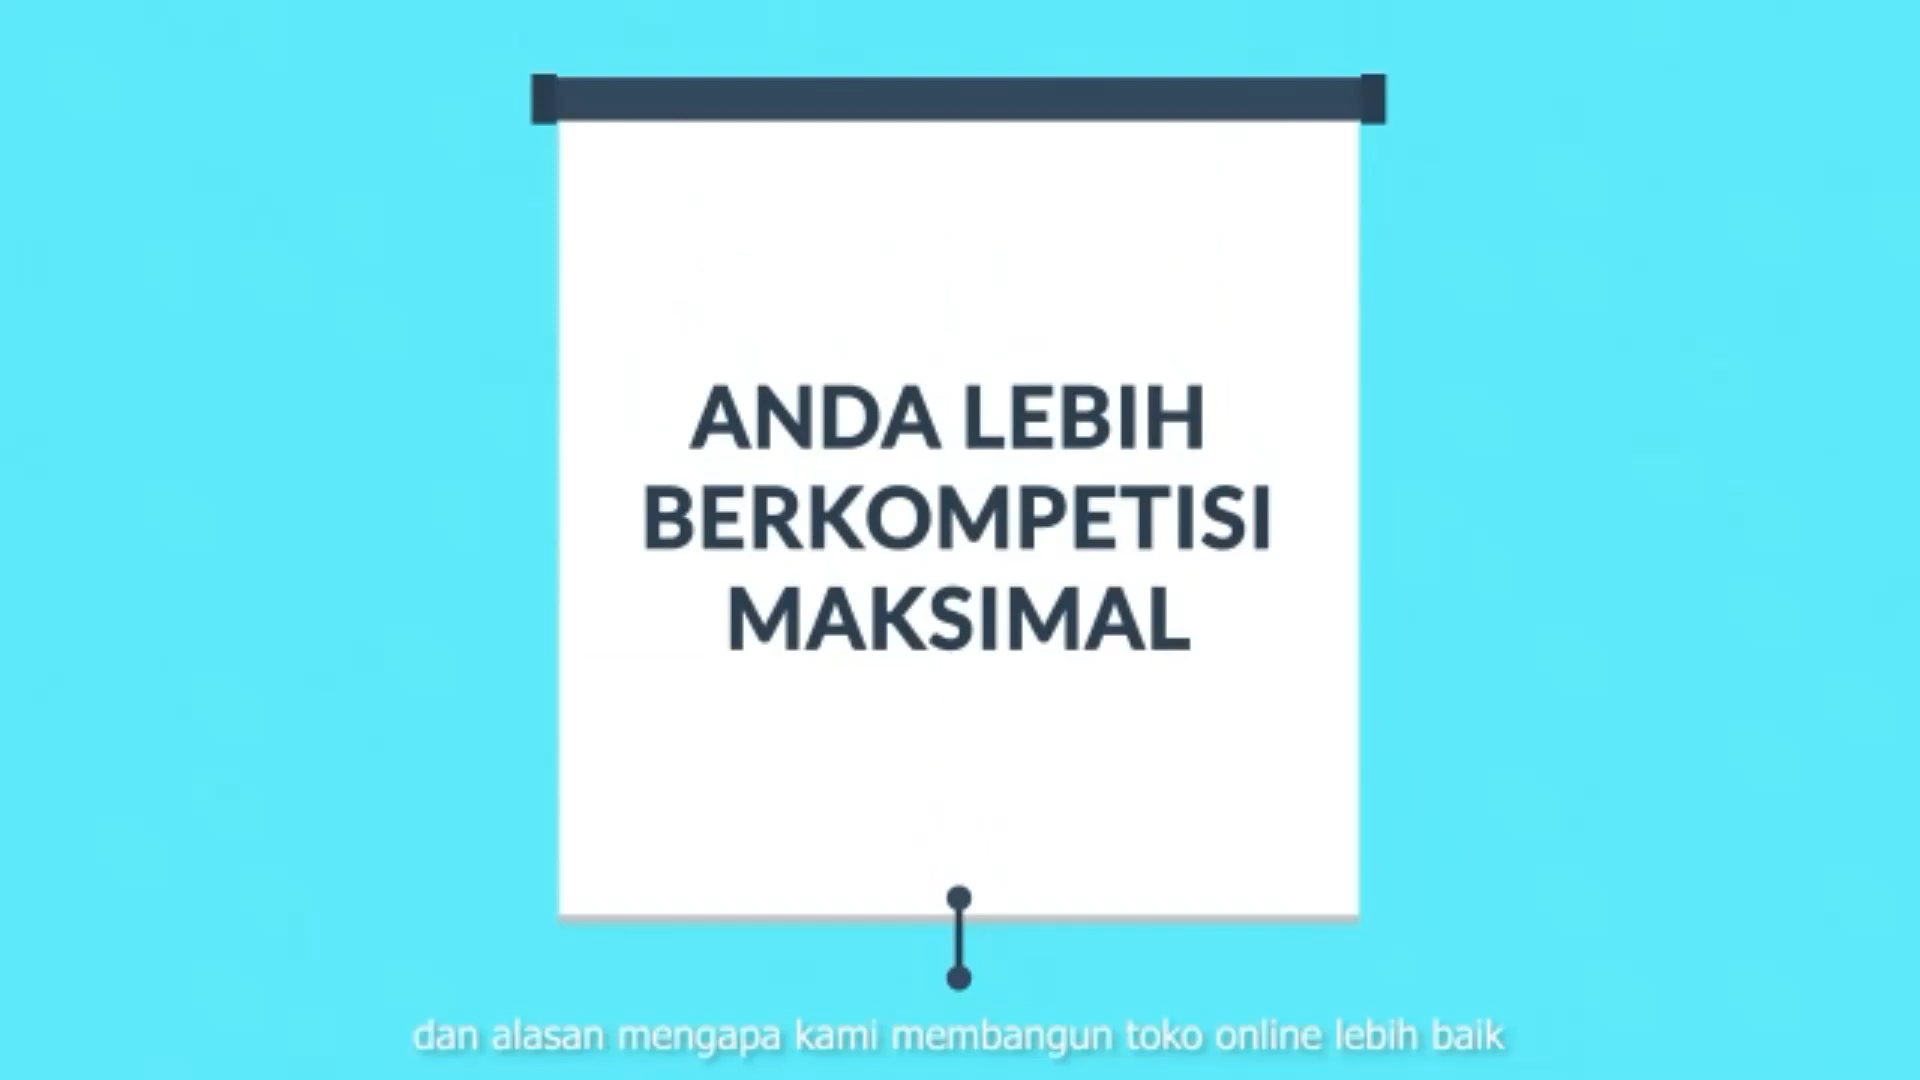 ANDA LEBIH
BERKOMPETISI
MAKSIMAL
dan alasan mengapa kami membangun toko online lebih baik